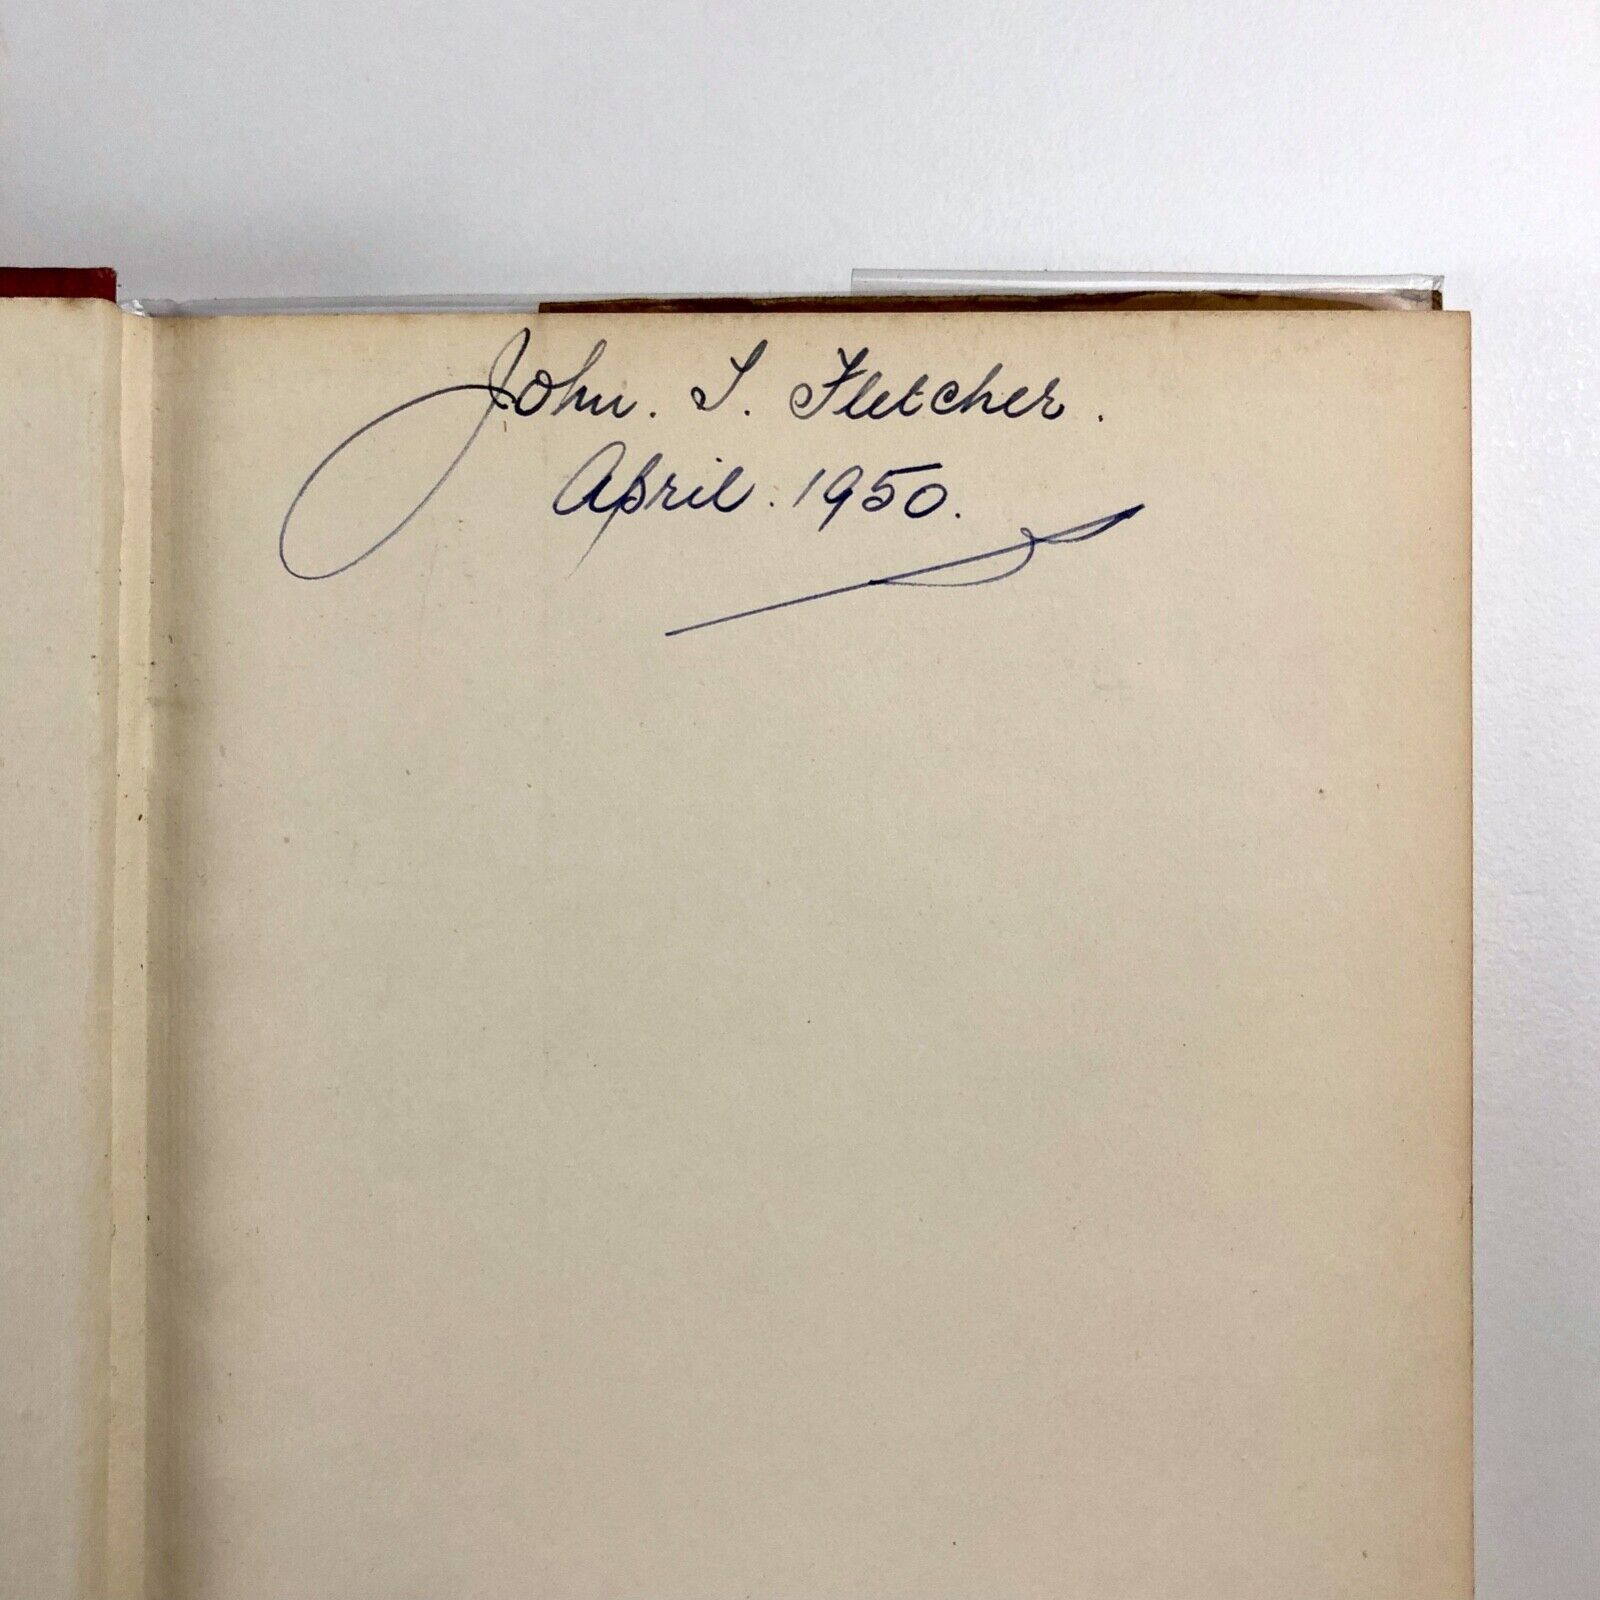 John. S. Fletcher.
April. 1950.